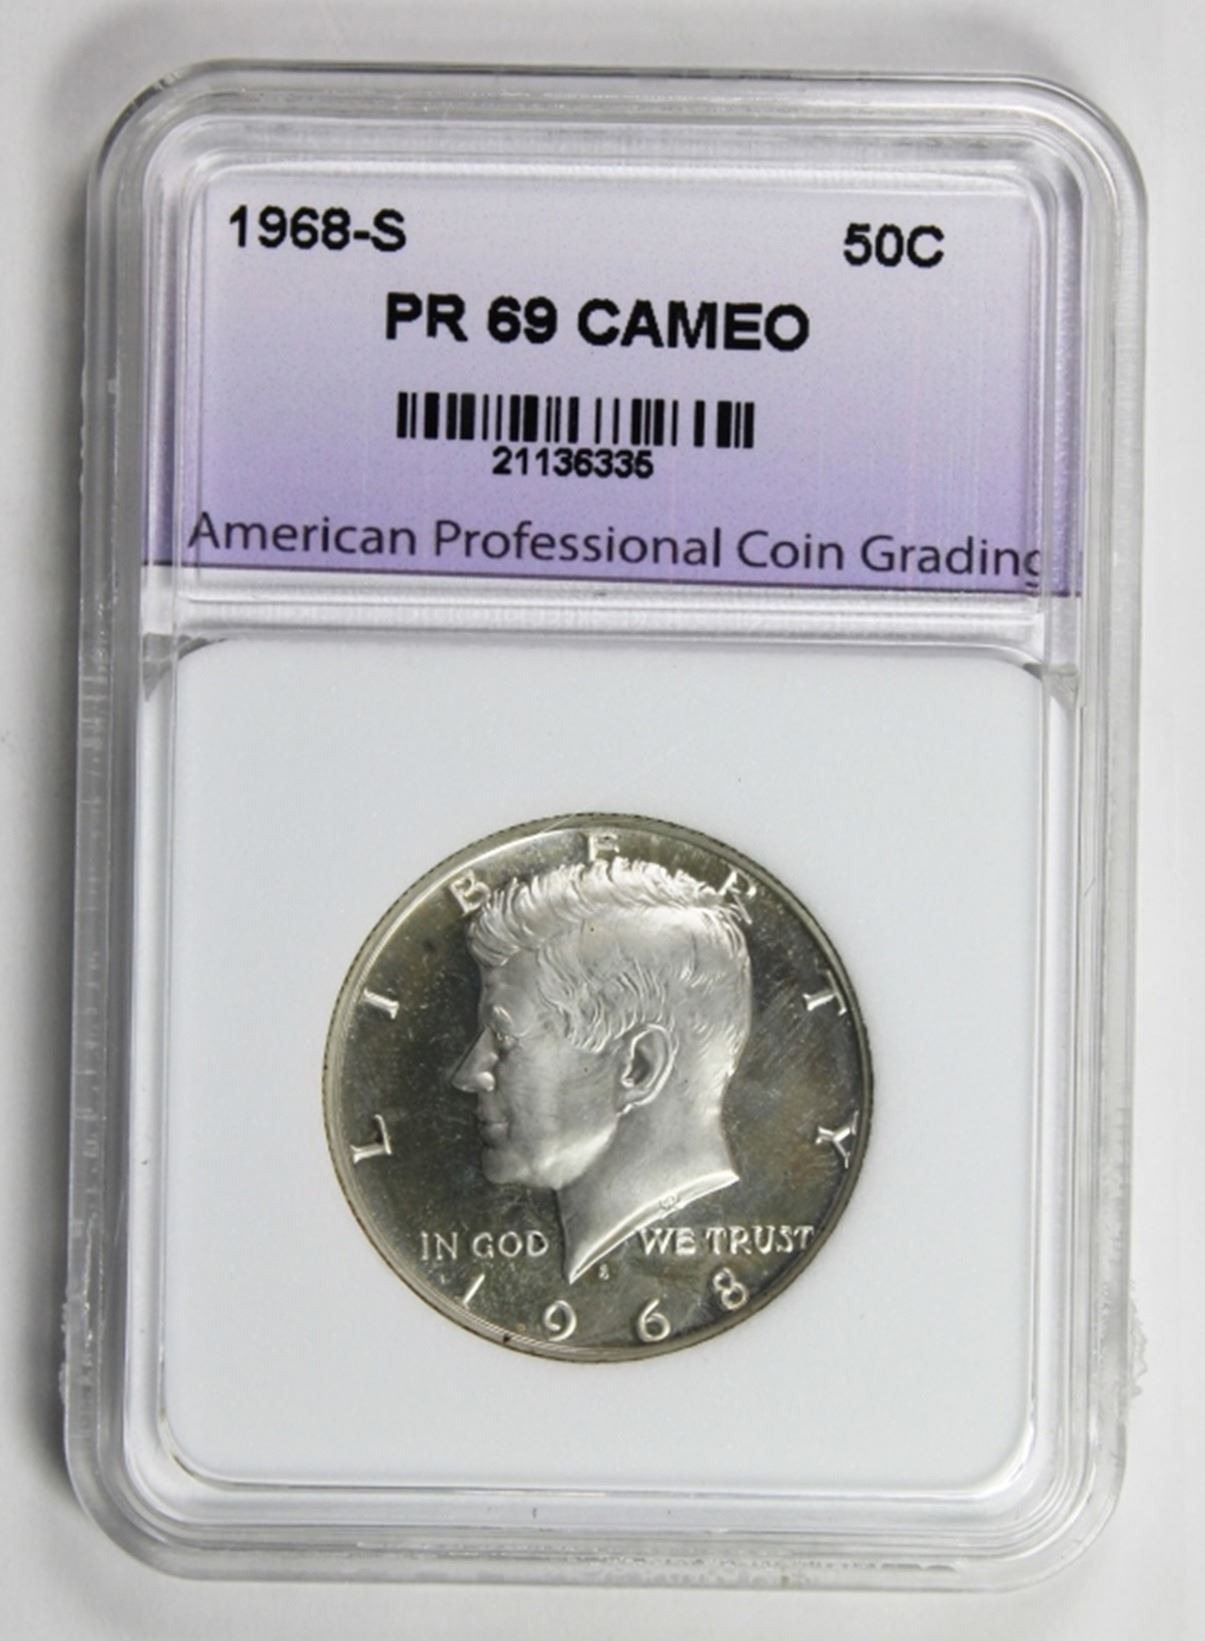 1968-S 50C
PR 69 CAMEO
21136335
American Professional Coin Grading
LIBERTY
IN GOD WE TRUST
S
1968